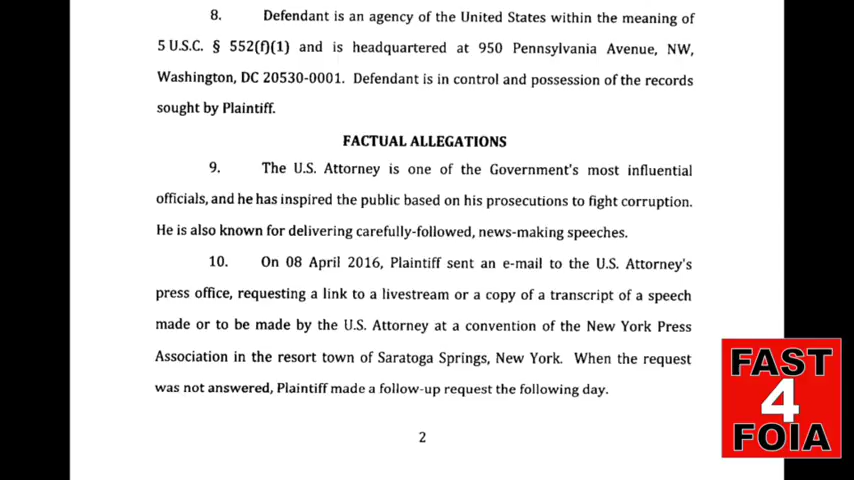 8. Defendant is an agency of the United States within the meaning of
5 U.S.C. § 552(f)(1) and is headquartered at 950 Pennsylvania Avenue, NW,
Washington, DC 20530-0001. Defendant is in control and possession of the records
sought by Plaintiff.
FACTUAL ALLEGATIONS
9. The U.S. Attorney is one of the Government's most influential
officials, and he has inspired the public based on his prosecutions to fight corruption.
He is also known for delivering carefully-followed, news-making speeches.
10. On 08 April 2016, Plaintiff sent an e-mail to the U.S. Attorney's
press office, requesting a link to a livestream or a copy of a transcript of a speech
made or to be made by the U.S. Attorney at a convention of the New York Press
Association in the resort town of Saratoga Springs, New York. When the request
was not answered, Plaintiff made a follow-up request the following day.
2
FAST
4
FOIA